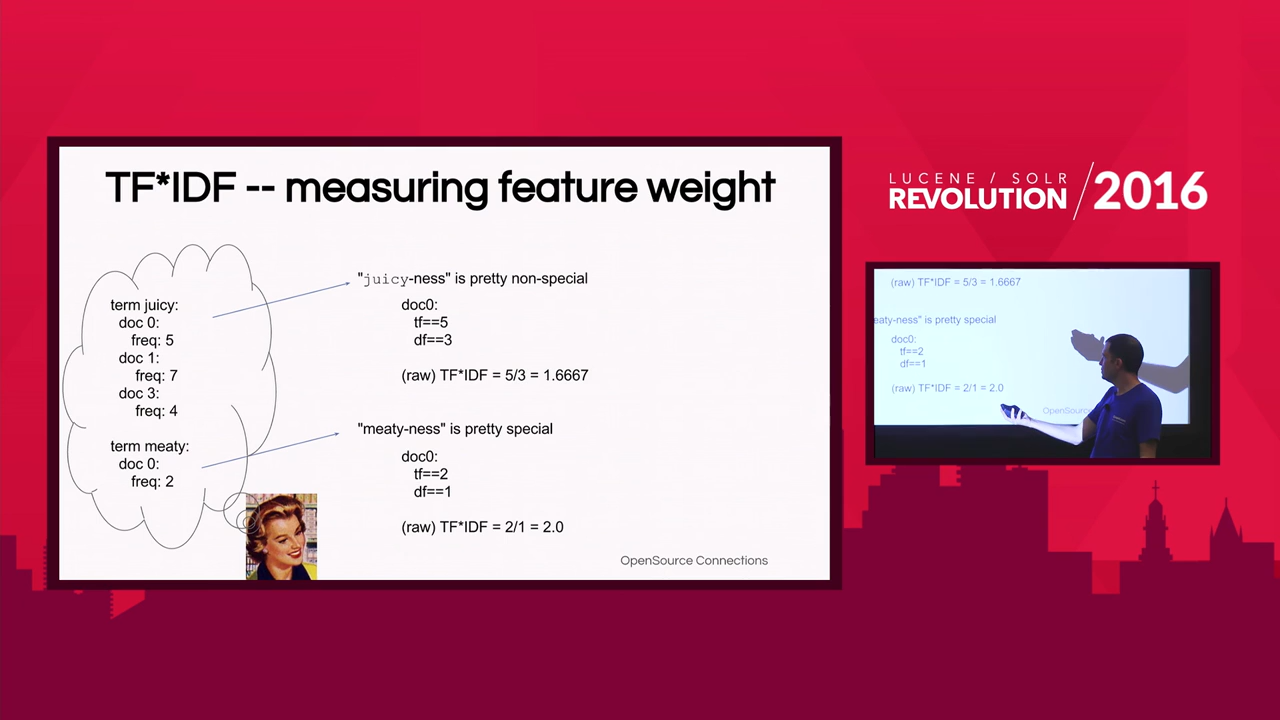 TF*IDF -- measuring feature weight
term juicy:
doc 0:
freq: 5
doc 1:
freq: 7
doc 3:
freq: 4
term meaty:
doc 0:
freq: 2
"juicy-ness" is pretty non-special
doc0:
tf==5
df==3
(raw) TF*IDF = 5/3 = 1.6667
"meaty-ness" is pretty special
doc0:
tf==2
df==1
(raw) TF*IDF = 2/1 = 2.0
OpenSource Connections
LUCENE / SOLR
REVOLUTION / 2016
(raw) TF*IDF = 5/3 = 1.6667
eaty-ness" is pretty special
doc0:
tf==2
df==1
(raw) TF*IDF = 2/1 = 2.0
OpenSource